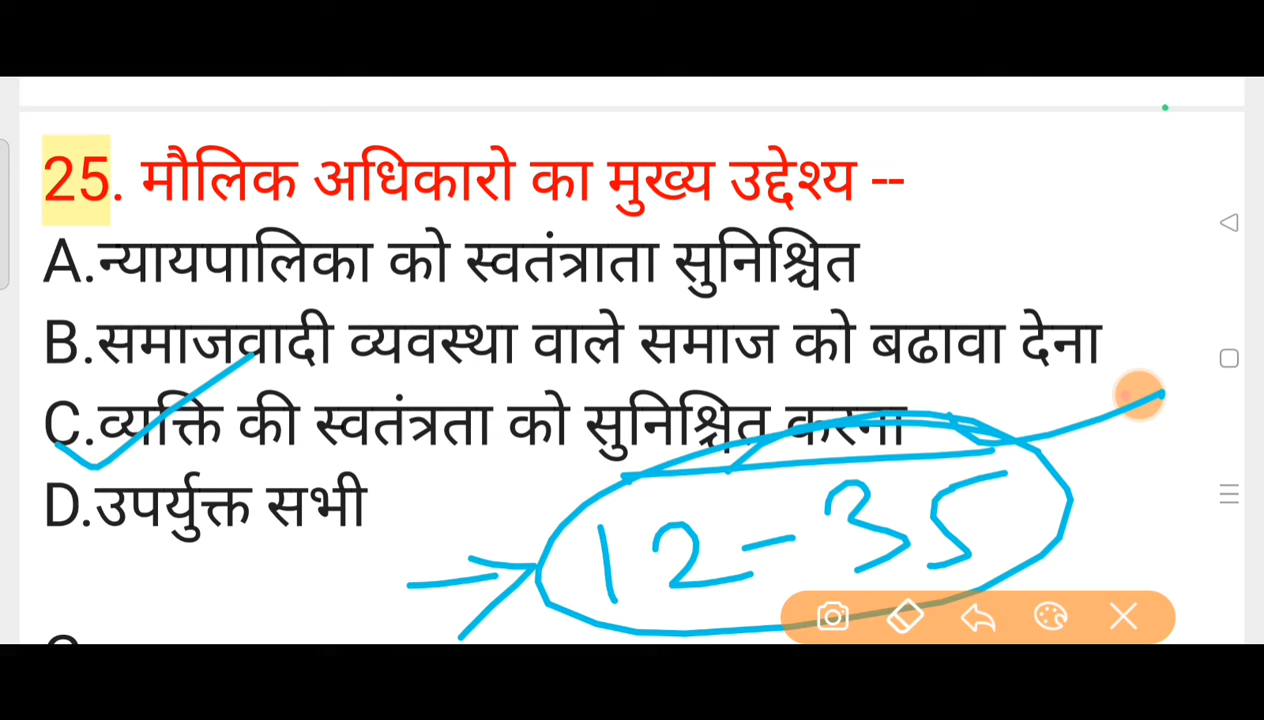 25. मौलिक अधिकारो का मुख्य उद्देश्य --
A.न्यायपालिका को स्वतंत्राता सुनिश्चित
B.समाजवादी व्यवस्था वाले समाज को बढावा देना
C.व्यक्ति की स्वतंत्रता को सुनिश्चित करना
D.उपर्युक्त सभी
12-35